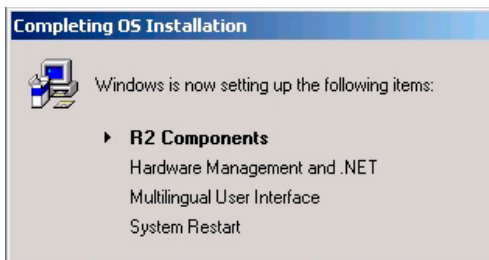 Completing OS Installation
Windows is now setting up the following items:
R2 Components
Hardware Management and .NET
Multilingual User Interface
System Restart